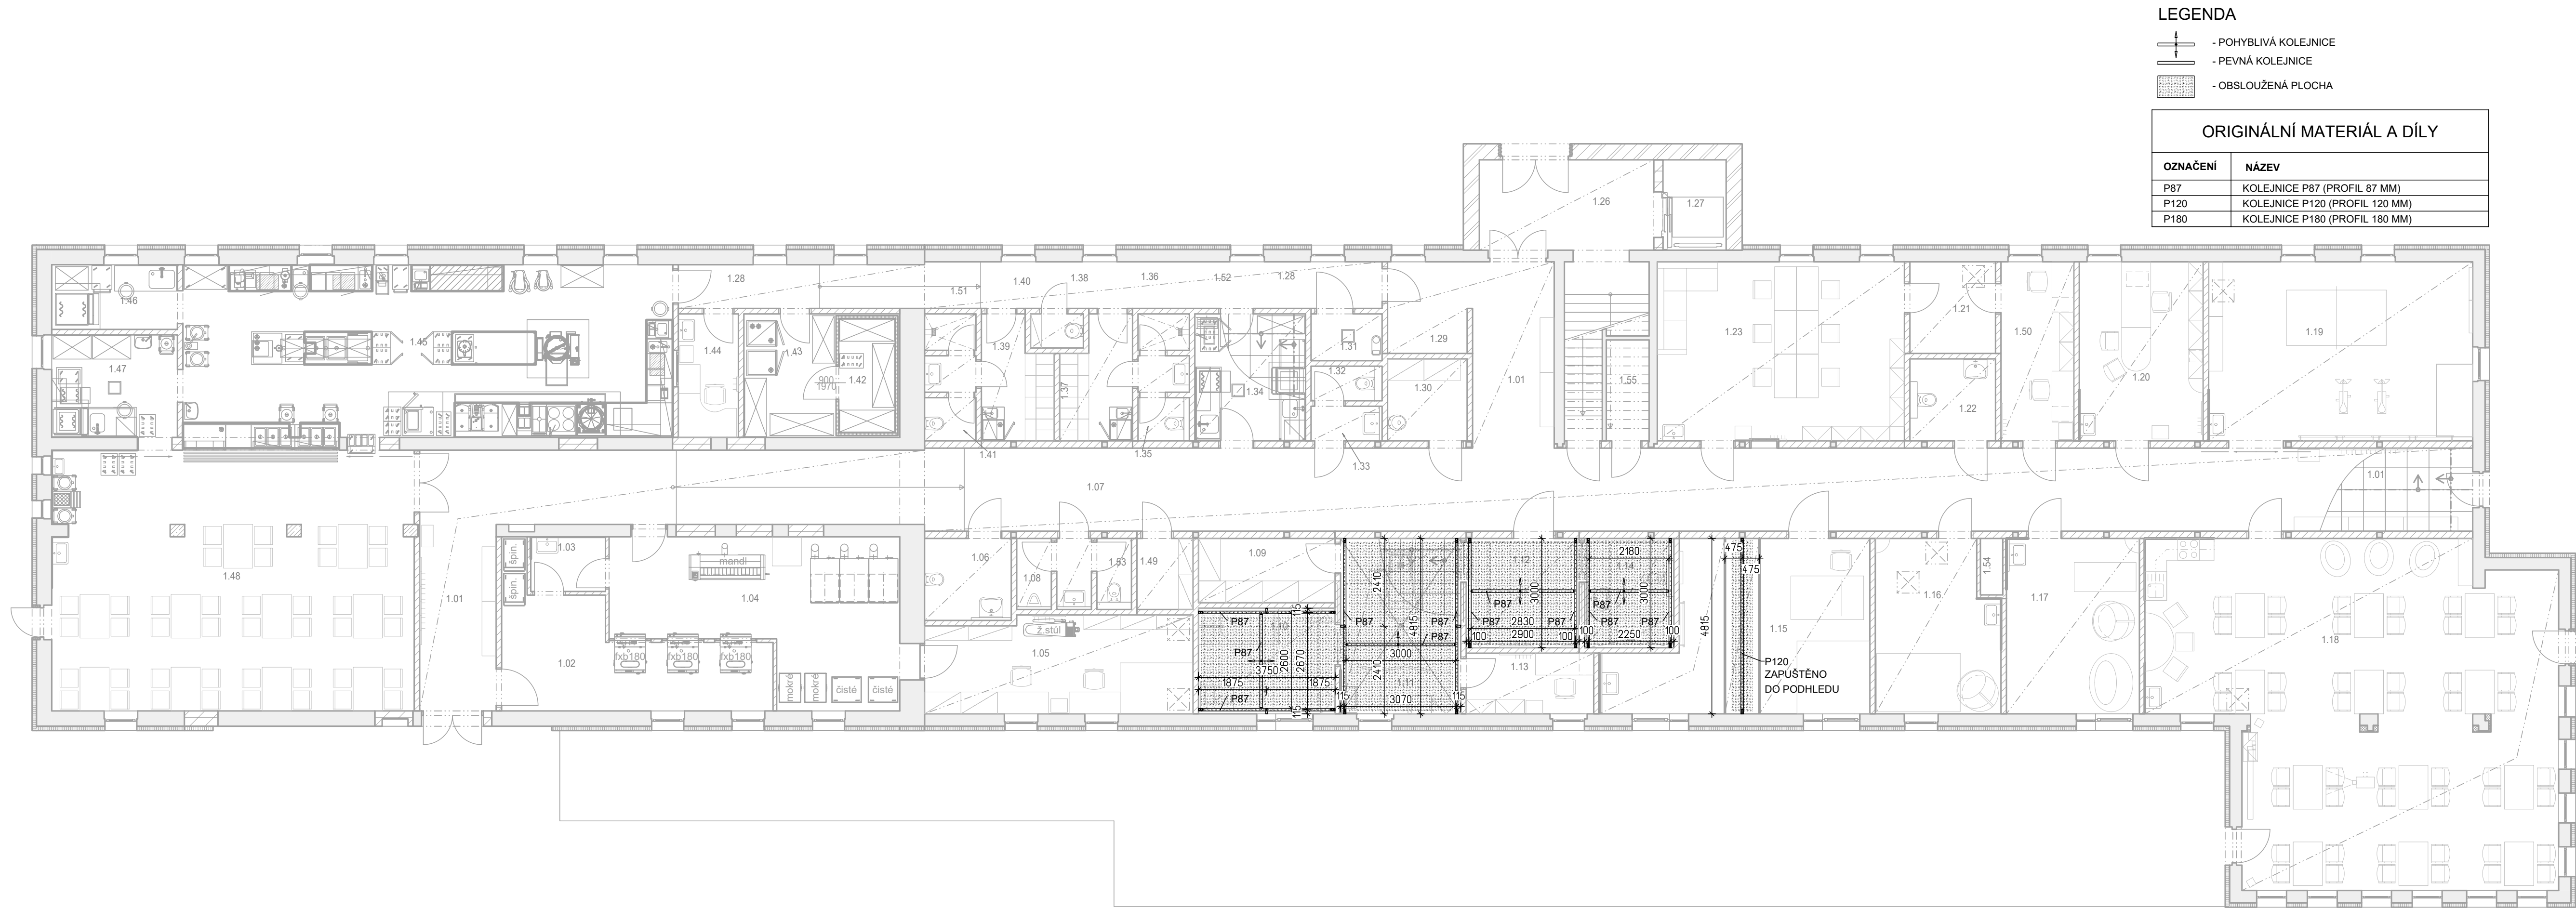 LEGENDA
- POHYBLIVÁ KOLEJNICE
- PEVNÁ KOLEJNICE
- OBSLOUŽENÁ PLOCHA
ORIGINÁLNÍ MATERIÁL A DÍLY
OZNAČENÍ NÁZEV
P87 KOLEJNICE P87 (PROFIL 87 MM)
P120 KOLEJNICE P120 (PROFIL 120 MM)
P180 KOLEJNICE P180 (PROFIL 180 MM)
1.26
1.27
1.46
1.28
1.51
1.40
1.38
1.36
1.52
1.28
1.45
1.47
1.44
1.43
900
1970
1.42
1.39
1.37
1.34
1.31
1.32
1.29
1.30
1.01
1.55
1.23
1.21
1.50
1.20
1.19
1.22
1.41
1.35
1.33
1.07
1.01
1.48
1.01
špin.
špin.
1.03
mandl
1.04
1.02
fxb180
fxb180
fxb180
mokré
mokré
čisté
čisté
1.06
1.08
1.53
1.49
1.09
ž.stůl
1.05
P87
1.10
115
P87
3750
2600
2670
1875
1875
P87
115
2410
P87
P87
4815
P87
3000
2410
1.11
115
3070
115
1.12
P87
3000
P87
2830
P87
100
2900
100
1.13
2180
1.14
P87
3000
P87
P87
100
2250
100
4815
475
475
P120
ZAPUŠTĚNO
DO PODHLEDU
1.15
1.16
1.54
1.17
1.18